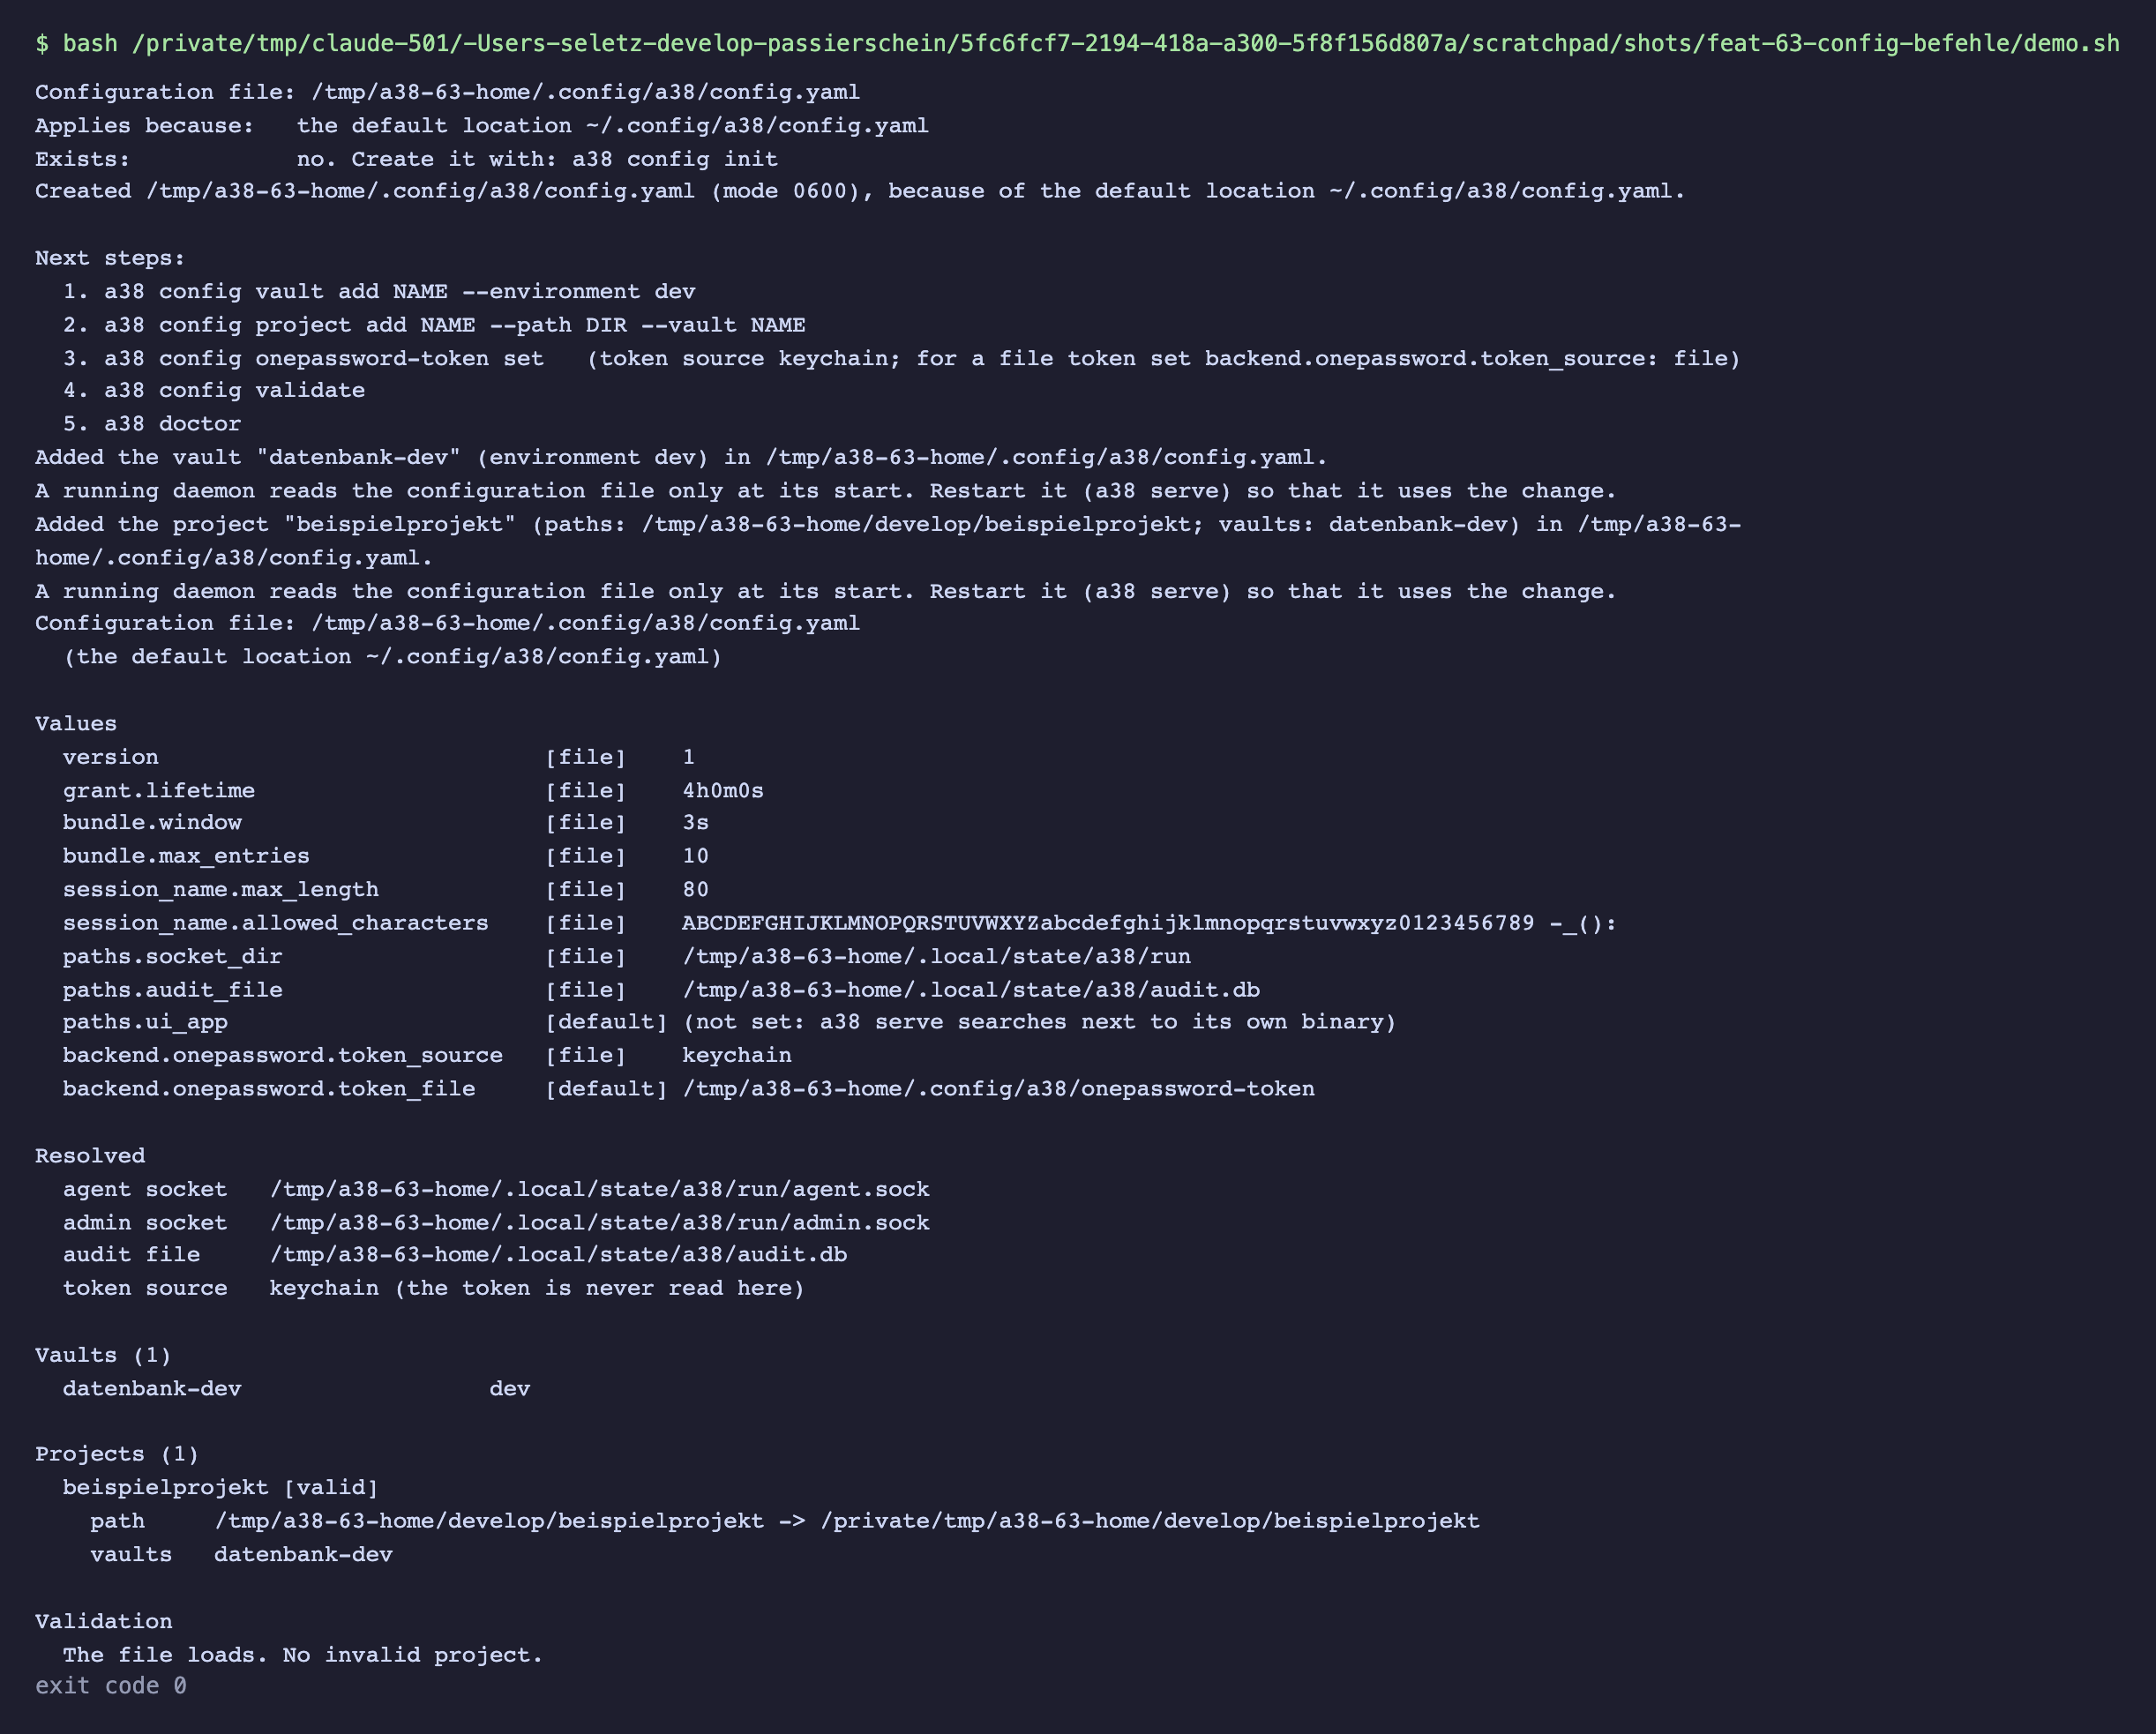 $ bash /private/tmp/claude-501/-Users-seletz-develop-passierschein/5fc6fcf7-2194-418a-a300-5f8f156d807a/scratchpad/shots/feat-63-config-befehle/demo.sh
Configuration file: /tmp/a38-63-home/.config/a38/config.yaml
Applies because:   the default location ~/.config/a38/config.yaml
Exists:            no. Create it with: a38 config init
Created /tmp/a38-63-home/.config/a38/config.yaml (mode 0600), because of the default location ~/.config/a38/config.yaml.

Next steps:
  1. a38 config vault add NAME --environment dev
  2. a38 config project add NAME --path DIR --vault NAME
  3. a38 config onepassword-token set   (token source keychain; for a file token set backend.onepassword.token_source: file)
  4. a38 config validate
  5. a38 doctor
Added the vault "datenbank-dev" (environment dev) in /tmp/a38-63-home/.config/a38/config.yaml.
A running daemon reads the configuration file only at its start. Restart it (a38 serve) so that it uses the change.
Added the project "beispielprojekt" (paths: /tmp/a38-63-home/develop/beispielprojekt; vaults: datenbank-dev) in /tmp/a38-63-
home/.config/a38/config.yaml.
A running daemon reads the configuration file only at its start. Restart it (a38 serve) so that it uses the change.
Configuration file: /tmp/a38-63-home/.config/a38/config.yaml
  (the default location ~/.config/a38/config.yaml)

Values
  version                            [file]    1
  grant.lifetime                     [file]    4h0m0s
  bundle.window                      [file]    3s
  bundle.max_entries                 [file]    10
  session_name.max_length            [file]    80
  session_name.allowed_characters    [file]    ABCDEFGHIJKLMNOPQRSTUVWXYZabcdefghijklmnopqrstuvwxyz0123456789 -_():
  paths.socket_dir                   [file]    /tmp/a38-63-home/.local/state/a38/run
  paths.audit_file                   [file]    /tmp/a38-63-home/.local/state/a38/audit.db
  paths.ui_app                       [default] (not set: a38 serve searches next to its own binary)
  backend.onepassword.token_source   [file]    keychain
  backend.onepassword.token_file     [default] /tmp/a38-63-home/.config/a38/onepassword-token

Resolved
  agent socket   /tmp/a38-63-home/.local/state/a38/run/agent.sock
  admin socket   /tmp/a38-63-home/.local/state/a38/run/admin.sock
  audit file     /tmp/a38-63-home/.local/state/a38/audit.db
  token source   keychain (the token is never read here)

Vaults (1)
  datenbank-dev                  dev

Projects (1)
  beispielprojekt [valid]
    path     /tmp/a38-63-home/develop/beispielprojekt -> /private/tmp/a38-63-home/develop/beispielprojekt
    vaults   datenbank-dev

Validation
  The file loads. No invalid project.
exit code 0